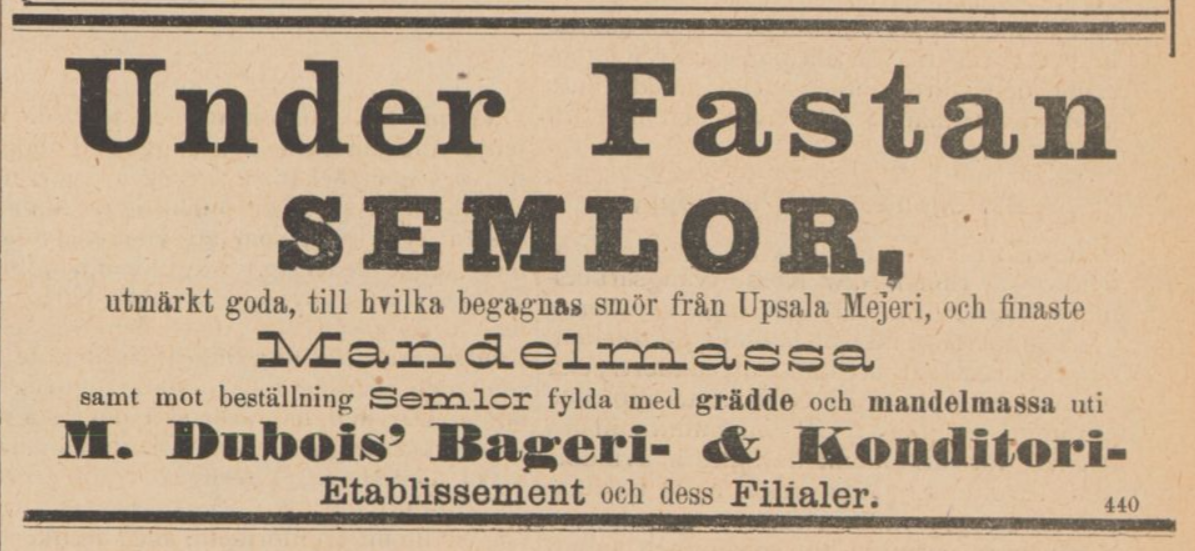 Under Fastan
SEMLOR,
utmärkt goda, till hvilka begagnas smör från Upsala Mejeri, och finaste
Mandelmassa
samt mot beställning Semlor fylda med grädde och mandelmassa uti
M. Dubois’ Bageri- & Konditori-
Etablissement och dess Filialer.
440